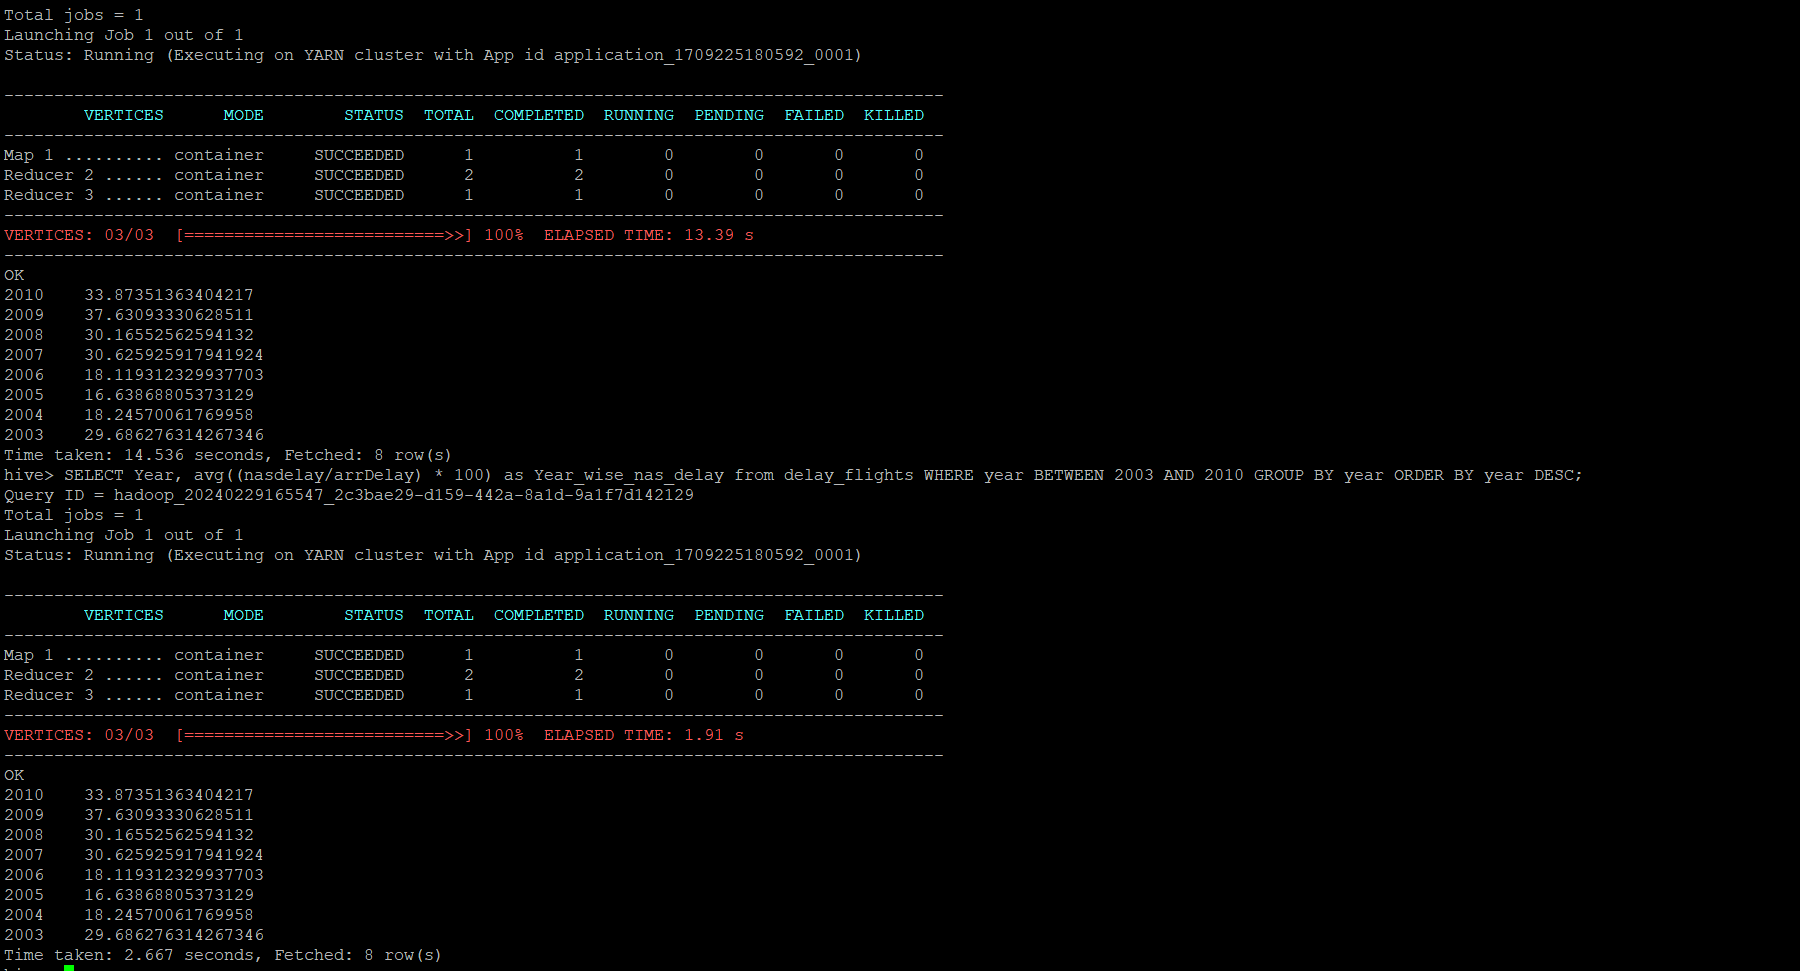 Total jobs = 1
Launching Job 1 out of 1
Status: Running (Executing on YARN cluster with App id application_1709225180592_0001)
----------------------------------------------------------------------------------------------
        VERTICES      MODE        STATUS  TOTAL  COMPLETED  RUNNING  PENDING  FAILED  KILLED
----------------------------------------------------------------------------------------------
Map 1 .......... container     SUCCEEDED      1          1        0        0       0       0
Reducer 2 ...... container     SUCCEEDED      2          2        0        0       0       0
Reducer 3 ...... container     SUCCEEDED      1          1        0        0       0       0
----------------------------------------------------------------------------------------------
VERTICES: 03/03  [==========================>>] 100%  ELAPSED TIME: 13.39 s
----------------------------------------------------------------------------------------------
OK
2010    33.87351363404217
2009    37.63093330628511
2008    30.16552562594132
2007    30.625925917941924
2006    18.119312329937703
2005    16.63868805373129
2004    18.24570061769958
2003    29.686276314267346
Time taken: 14.536 seconds, Fetched: 8 row(s)
hive> SELECT Year, avg((nasdelay/arrDelay) * 100) as Year_wise_nas_delay from delay_flights WHERE year BETWEEN 2003 AND 2010 GROUP BY year ORDER BY year DESC;
Query ID = hadoop_20240229165547_2c3bae29-d159-442a-8a1d-9a1f7d142129
Total jobs = 1
Launching Job 1 out of 1
Status: Running (Executing on YARN cluster with App id application_1709225180592_0001)
----------------------------------------------------------------------------------------------
        VERTICES      MODE        STATUS  TOTAL  COMPLETED  RUNNING  PENDING  FAILED  KILLED
----------------------------------------------------------------------------------------------
Map 1 .......... container     SUCCEEDED      1          1        0        0       0       0
Reducer 2 ...... container     SUCCEEDED      2          2        0        0       0       0
Reducer 3 ...... container     SUCCEEDED      1          1        0        0       0       0
----------------------------------------------------------------------------------------------
VERTICES: 03/03  [==========================>>] 100%  ELAPSED TIME: 1.91 s
----------------------------------------------------------------------------------------------
OK
2010    33.87351363404217
2009    37.63093330628511
2008    30.16552562594132
2007    30.625925917941924
2006    18.119312329937703
2005    16.63868805373129
2004    18.24570061769958
2003    29.686276314267346
Time taken: 2.667 seconds, Fetched: 8 row(s)